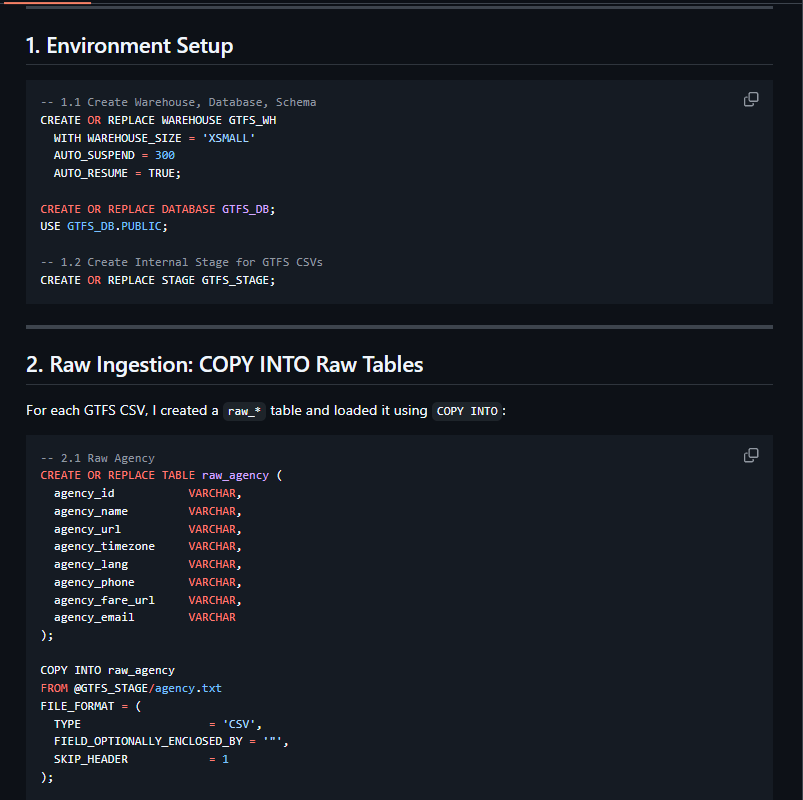 1. Environment Setup
-- 1.1 Create Warehouse, Database, Schema
CREATE OR REPLACE WAREHOUSE GTFS_WH
  WITH WAREHOUSE_SIZE = 'XSMALL'
  AUTO_SUSPEND = 300
  AUTO_RESUME = TRUE;

CREATE OR REPLACE DATABASE GTFS_DB;
USE GTFS_DB.PUBLIC;

-- 1.2 Create Internal Stage for GTFS CSVs
CREATE OR REPLACE STAGE GTFS_STAGE;

2. Raw Ingestion: COPY INTO Raw Tables
For each GTFS CSV, I created a raw_* table and loaded it using COPY INTO:
-- 2.1 Raw Agency
CREATE OR REPLACE TABLE raw_agency (
  agency_id           VARCHAR,
  agency_name         VARCHAR,
  agency_url          VARCHAR,
  agency_timezone     VARCHAR,
  agency_lang         VARCHAR,
  agency_phone        VARCHAR,
  agency_fare_url     VARCHAR,
  agency_email        VARCHAR
);

COPY INTO raw_agency
FROM @GTFS_STAGE/agency.txt
FILE_FORMAT = (
  TYPE                   = 'CSV',
  FIELD_OPTIONALLY_ENCLOSED_BY = '"',
  SKIP_HEADER            = 1
);